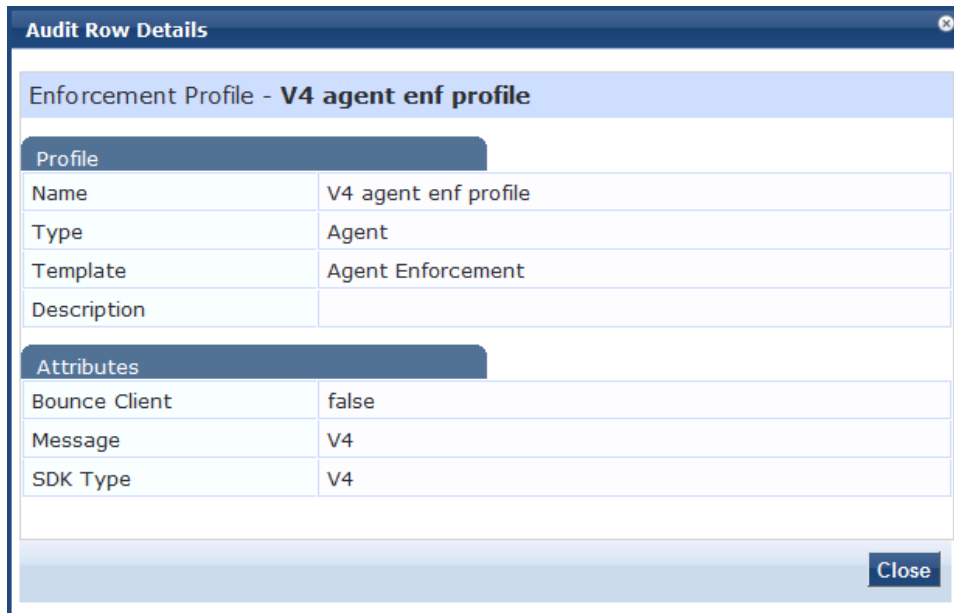 Audit Row Details
Enforcement Profile - V4 agent enf profile
Profile
Name V4 agent enf profile
Type Agent
Template Agent Enforcement
Description
Attributes
Bounce Client false
Message V4
SDK Type V4
Close